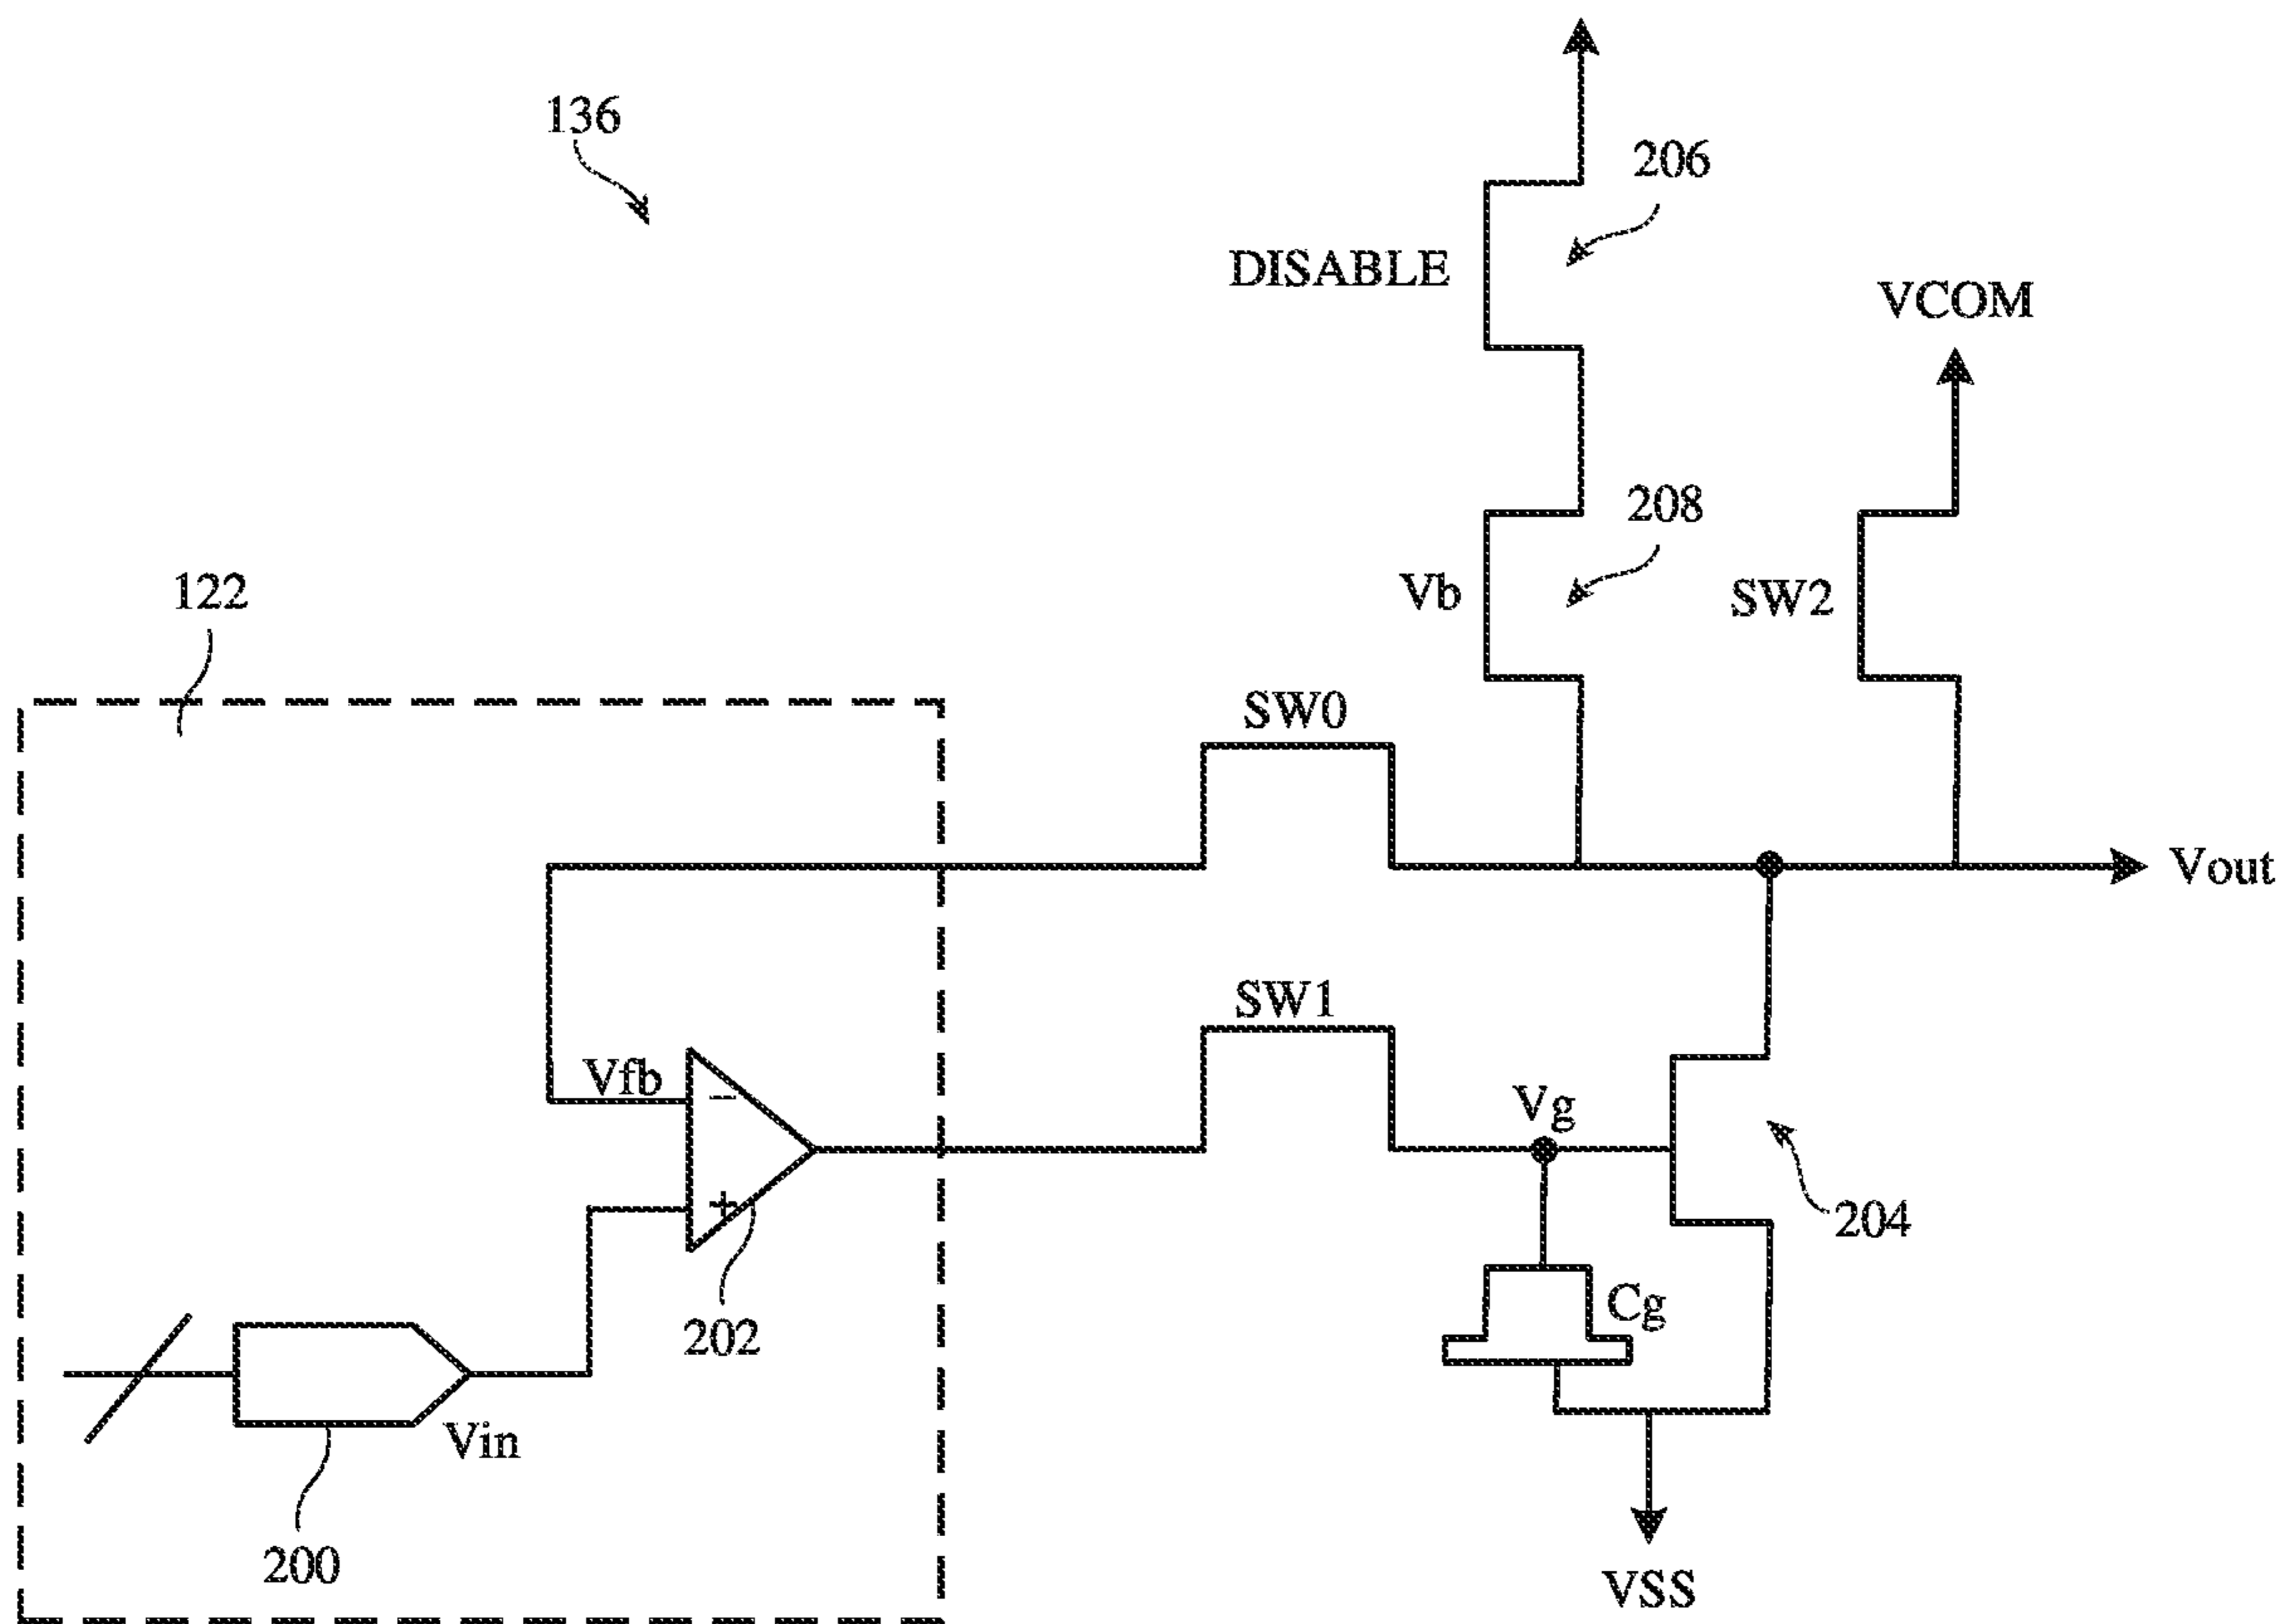 136
206
DISABLE
VCOM
208
122
Vb
SW2
SW0
Vout
SW1
Vfb
−
Vg
+
204
202
Cg
Vin
200
VSS